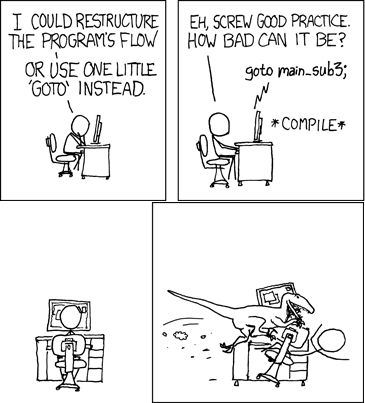 I COULD RESTRUCTURE
THE PROGRAM'S FLOW
OR USE ONE LITTLE
'GOTO' INSTEAD.
EH, SCREW GOOD PRACTICE.
HOW BAD CAN IT BE?
goto main_sub3;
*COMPILE*